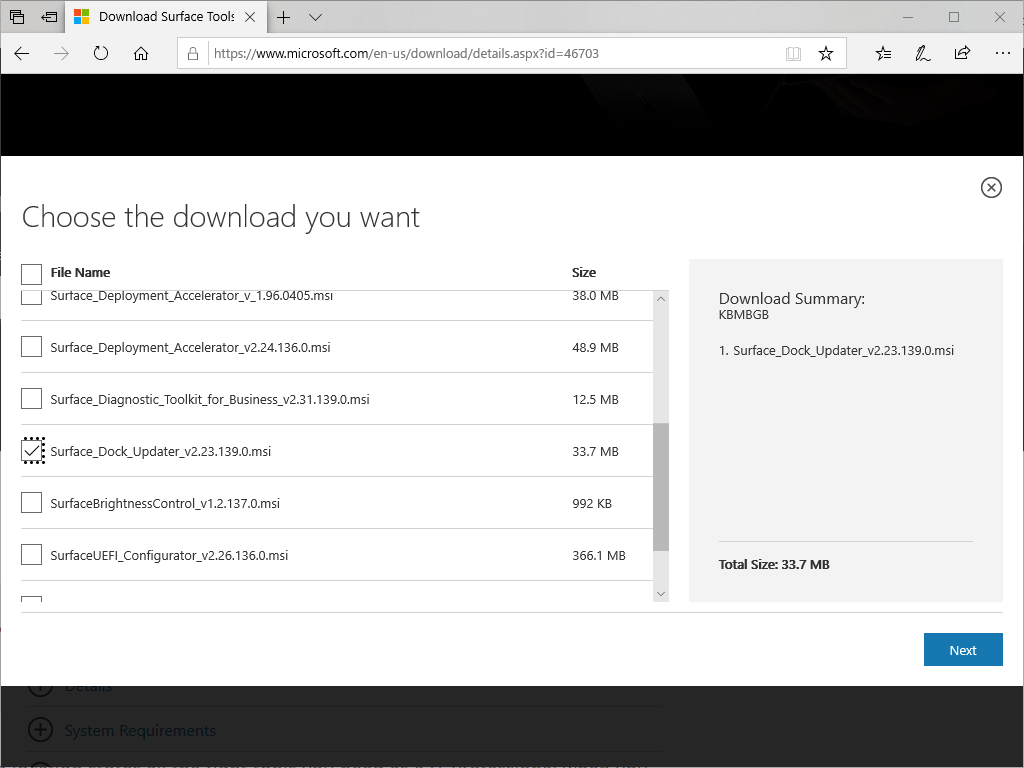 Download Surface Tools
https://www.microsoft.com/en-us/download/details.aspx?id=46703
Choose the download you want
File Name Size
Surface_Deployment_Accelerator_v_1.96.0405.msi 38.0 MB
Surface_Deployment_Accelerator_v2.24.136.0.msi 48.9 MB
Surface_Diagnostic_Toolkit_for_Business_v2.31.139.0.msi 12.5 MB
Surface_Dock_Updater_v2.23.139.0.msi 33.7 MB
SurfaceBrightnessControl_v1.2.137.0.msi 992 KB
SurfaceUEFI_Configurator_v2.26.136.0.msi 366.1 MB
Download Summary:
KBMBGB
1. Surface_Dock_Updater_v2.23.139.0.msi
Total Size: 33.7 MB
Next
Details
System Requirements